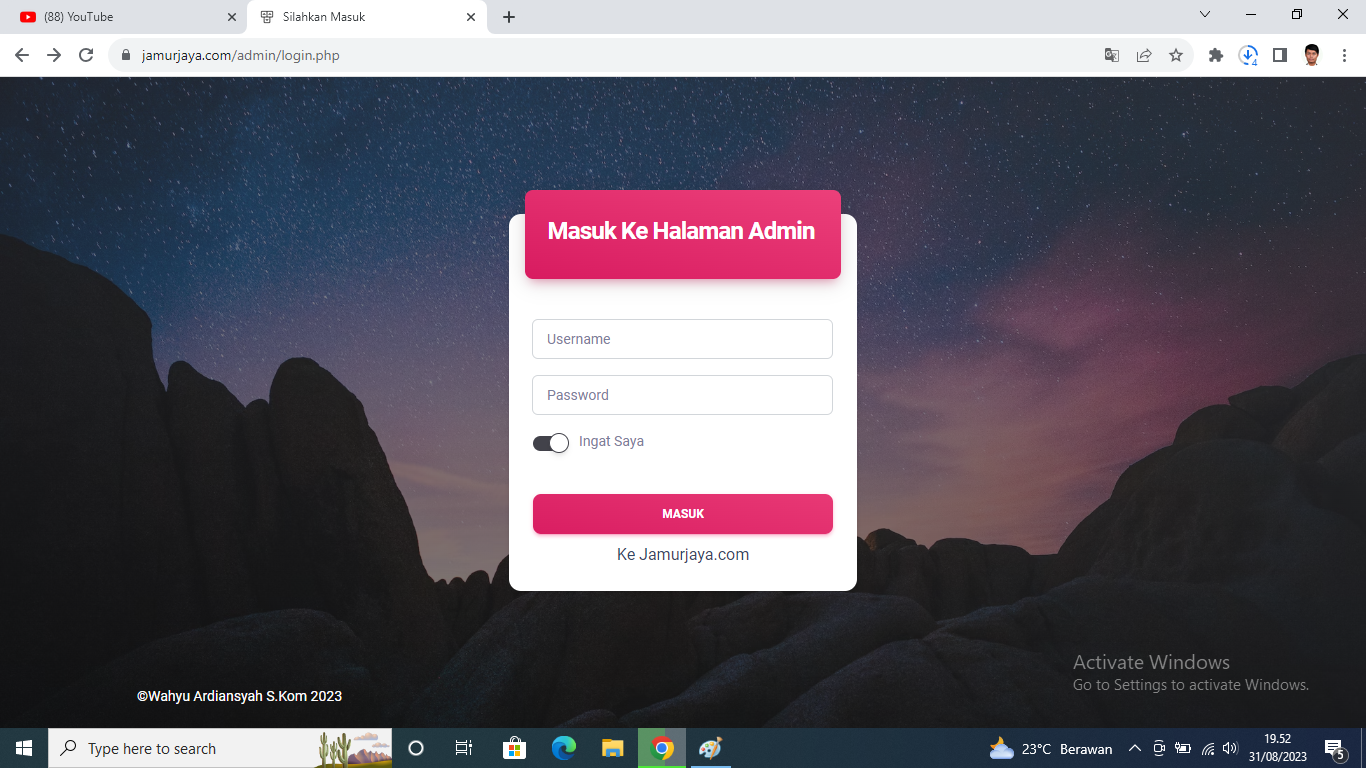 (88) YouTube
Silahkan Masuk
jamurjaya.com/admin/login.php
4
Masuk Ke Halaman Admin
Username
Password
Ingat Saya
MASUK
Ke Jamurjaya.com
Activate Windows
Go to Settings to activate Windows.
©Wahyu Ardiansyah S.Kom 2023
Type here to search
23°C Berawan
19.52
31/08/2023
5